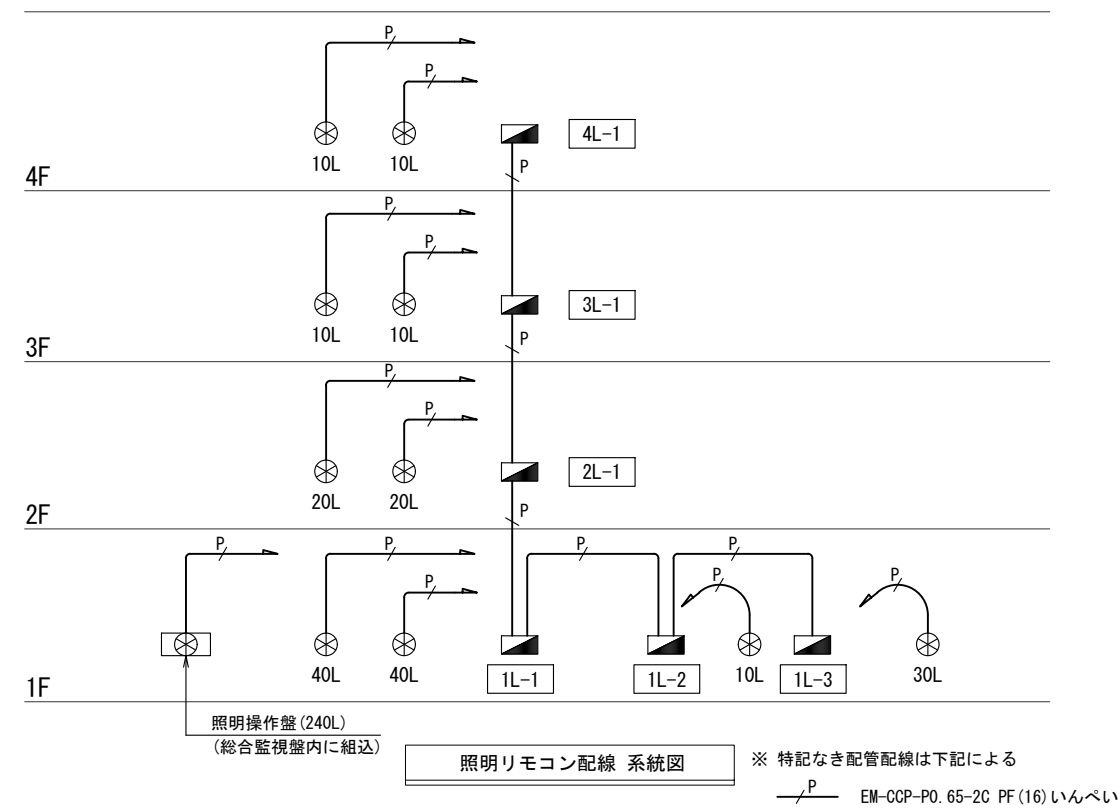 P
P
10L 10L
4L-1
P
4F
P
P
10L 10L
3L-1
P
3F
P
P
20L 20L
2L-1
P
2F
P P P P P P P
40L 40L 1L-1 1L-2 10L 1L-3 30L
1F
照明操作盤(240L)
(総合監視盤内に組込)
照明リモコン配線 系統図
※ 特記なき配管配線は下記による
P EM-CCP-P0.65-2C PF(16)いんぺい